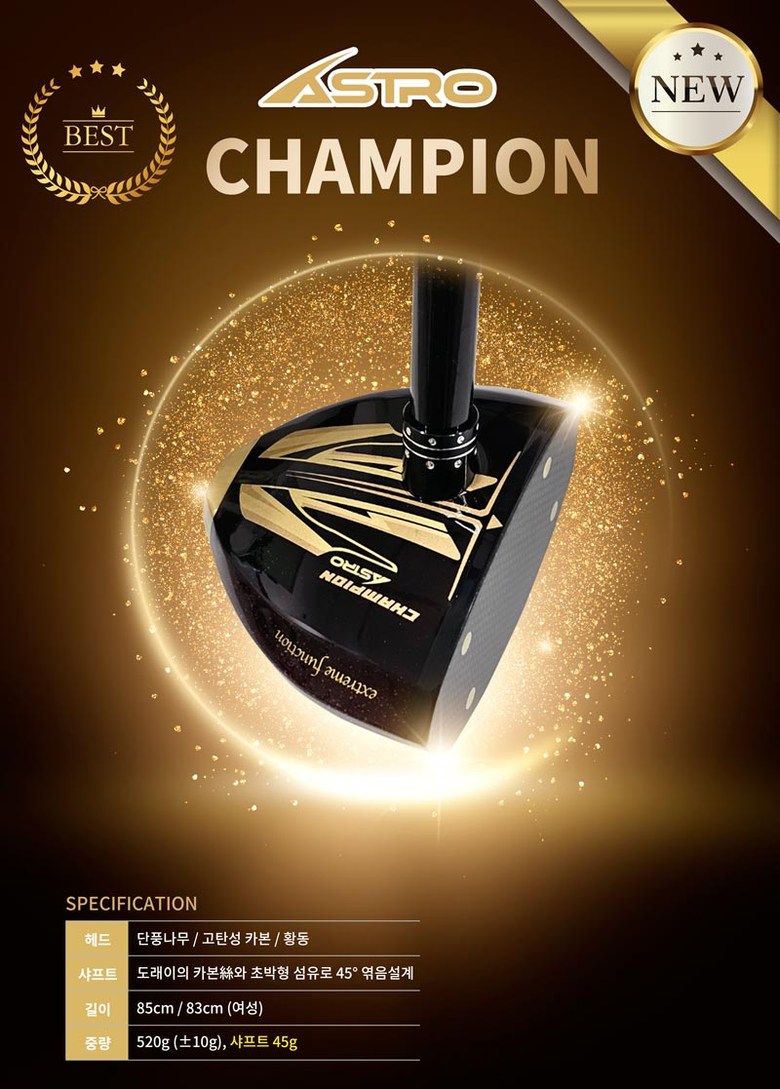 ASTRO
BEST
NEW
CHAMPION
CHAMPION
ASTRO
extreme function
SPECIFICATION
헤드 단풍나무 / 고탄성 카본 / 황동
샤프트 도래이의 카본絲와 초박형 섬유로 45° 엮음설계
길이 85cm / 83cm (여성)
중량 520g (±10g), 샤프트 45g